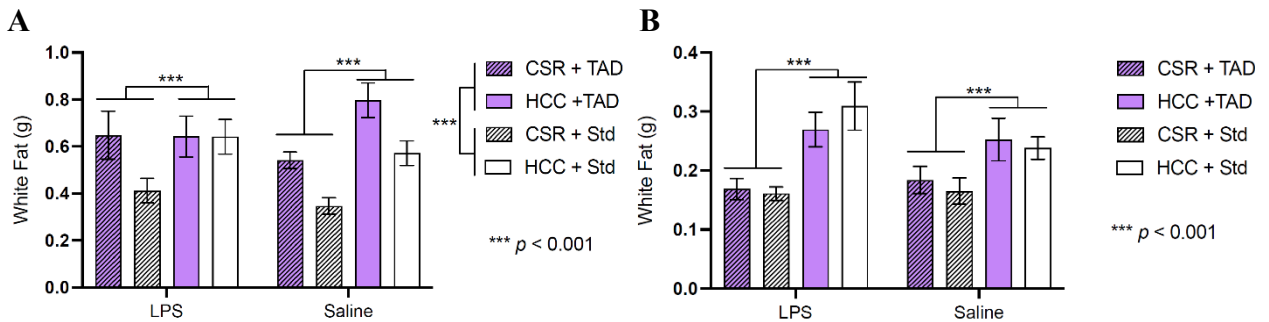 A
White Fat (g)
1.0
0.8
0.6
0.4
0.2
0.0
***
***
LPS
Saline
***
CSR + TAD
HCC +TAD
CSR + Std
HCC + Std
*** p < 0.001
B
White Fat (g)
0.4
0.3
0.2
0.1
0.0
***
***
LPS
Saline
CSR + TAD
HCC +TAD
CSR + Std
HCC + Std
*** p < 0.001